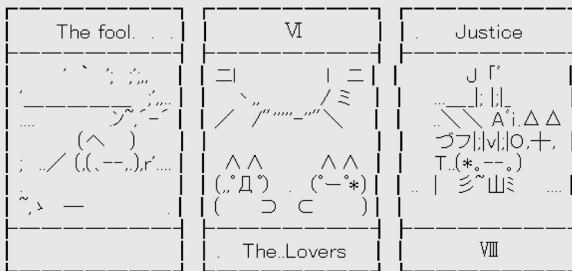 The fool. . .
Ⅵ
. Justice
. The..Lovers
Ⅷ